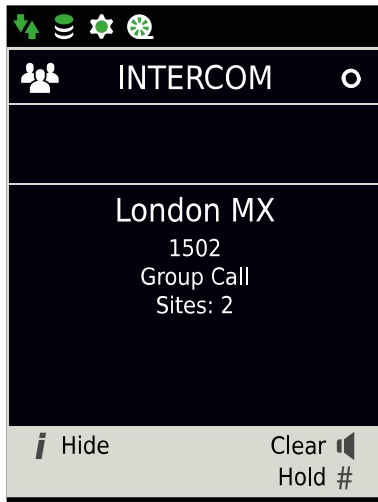 INTERCOM
London MX
1502
Group Call
Sites: 2
i Hide
Clear
Hold #